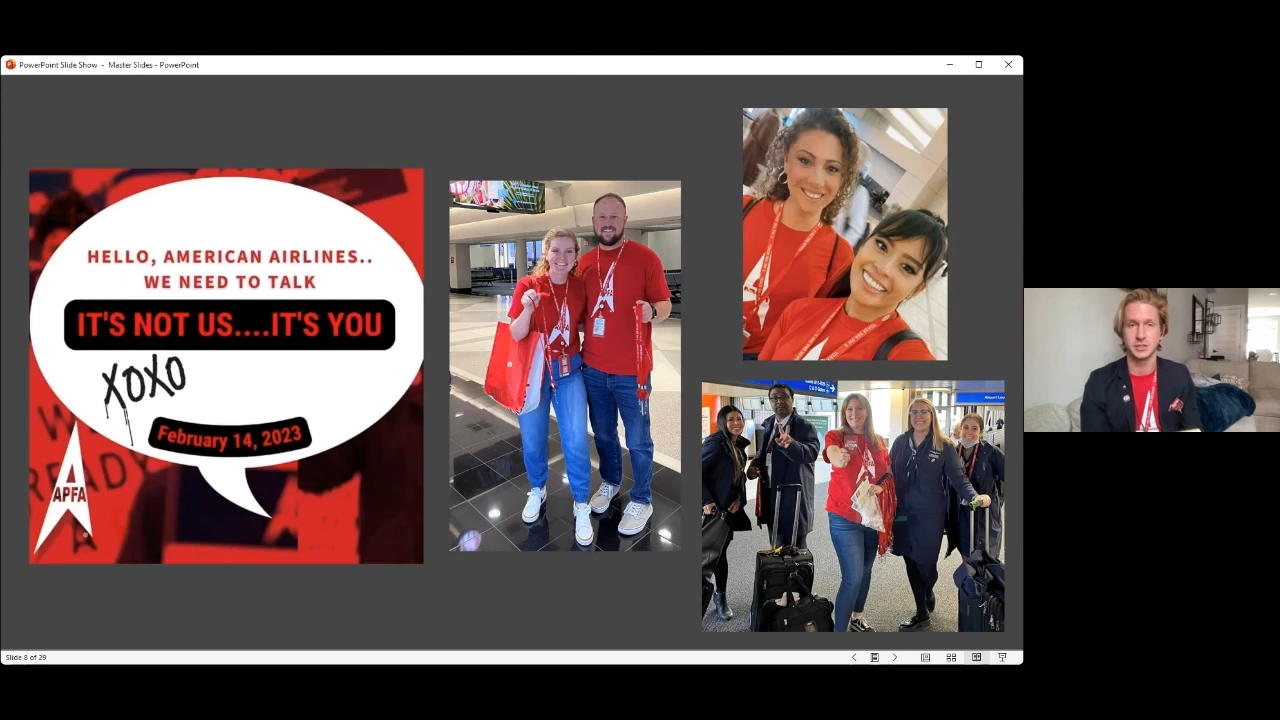 PowerPoint Slide Show - Master Slides - PowerPoint
HELLO, AMERICAN AIRLINES..
WE NEED TO TALK
IT'S NOT US....IT'S YOU
XOXO
February 14, 2023
APFA
APFA
Slide 8 of 29